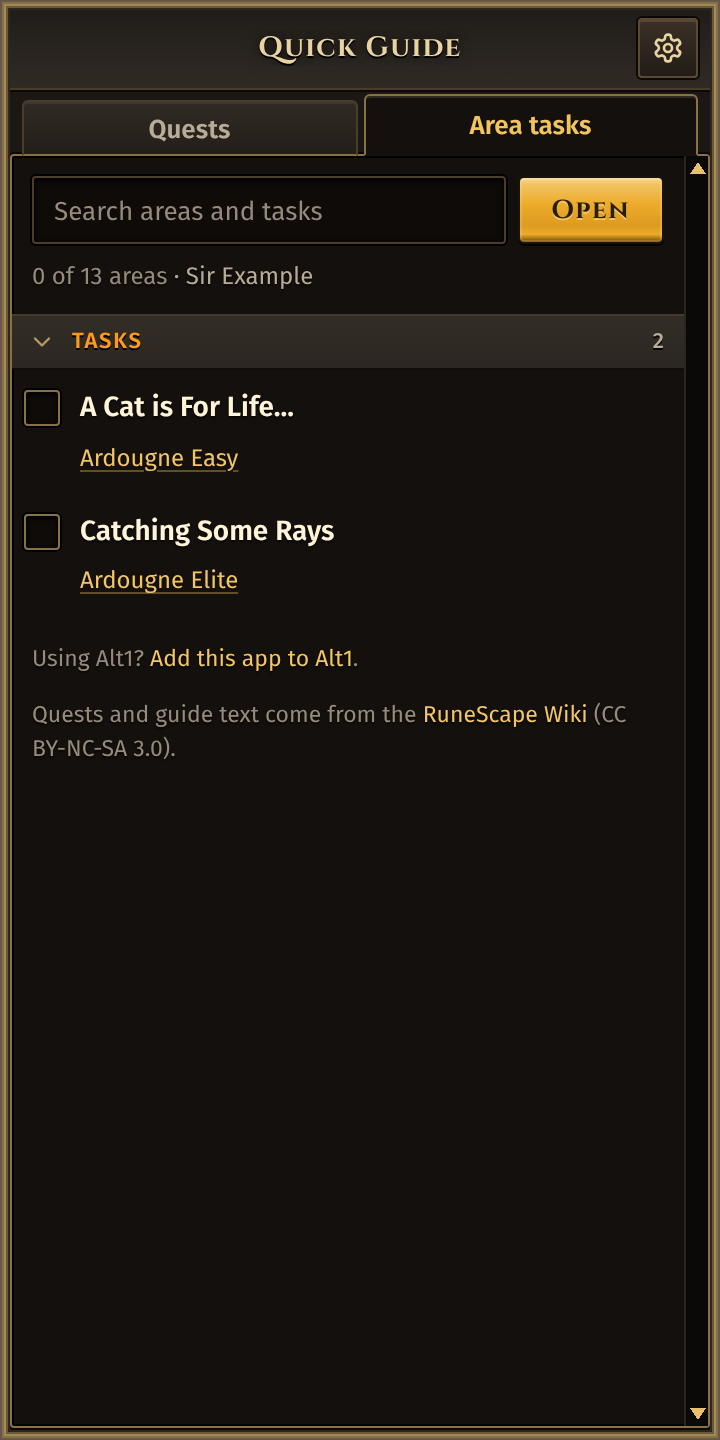 Quick Guide
Quests
Area tasks
Search areas and tasks
Open
0 of 13 areas · Sir Example
TASKS
2
A Cat is For Life...
Ardougne Easy
Catching Some Rays
Ardougne Elite
Using Alt1? Add this app to Alt1.
Quests and guide text come from the RuneScape Wiki (CC
BY-NC-SA 3.0).